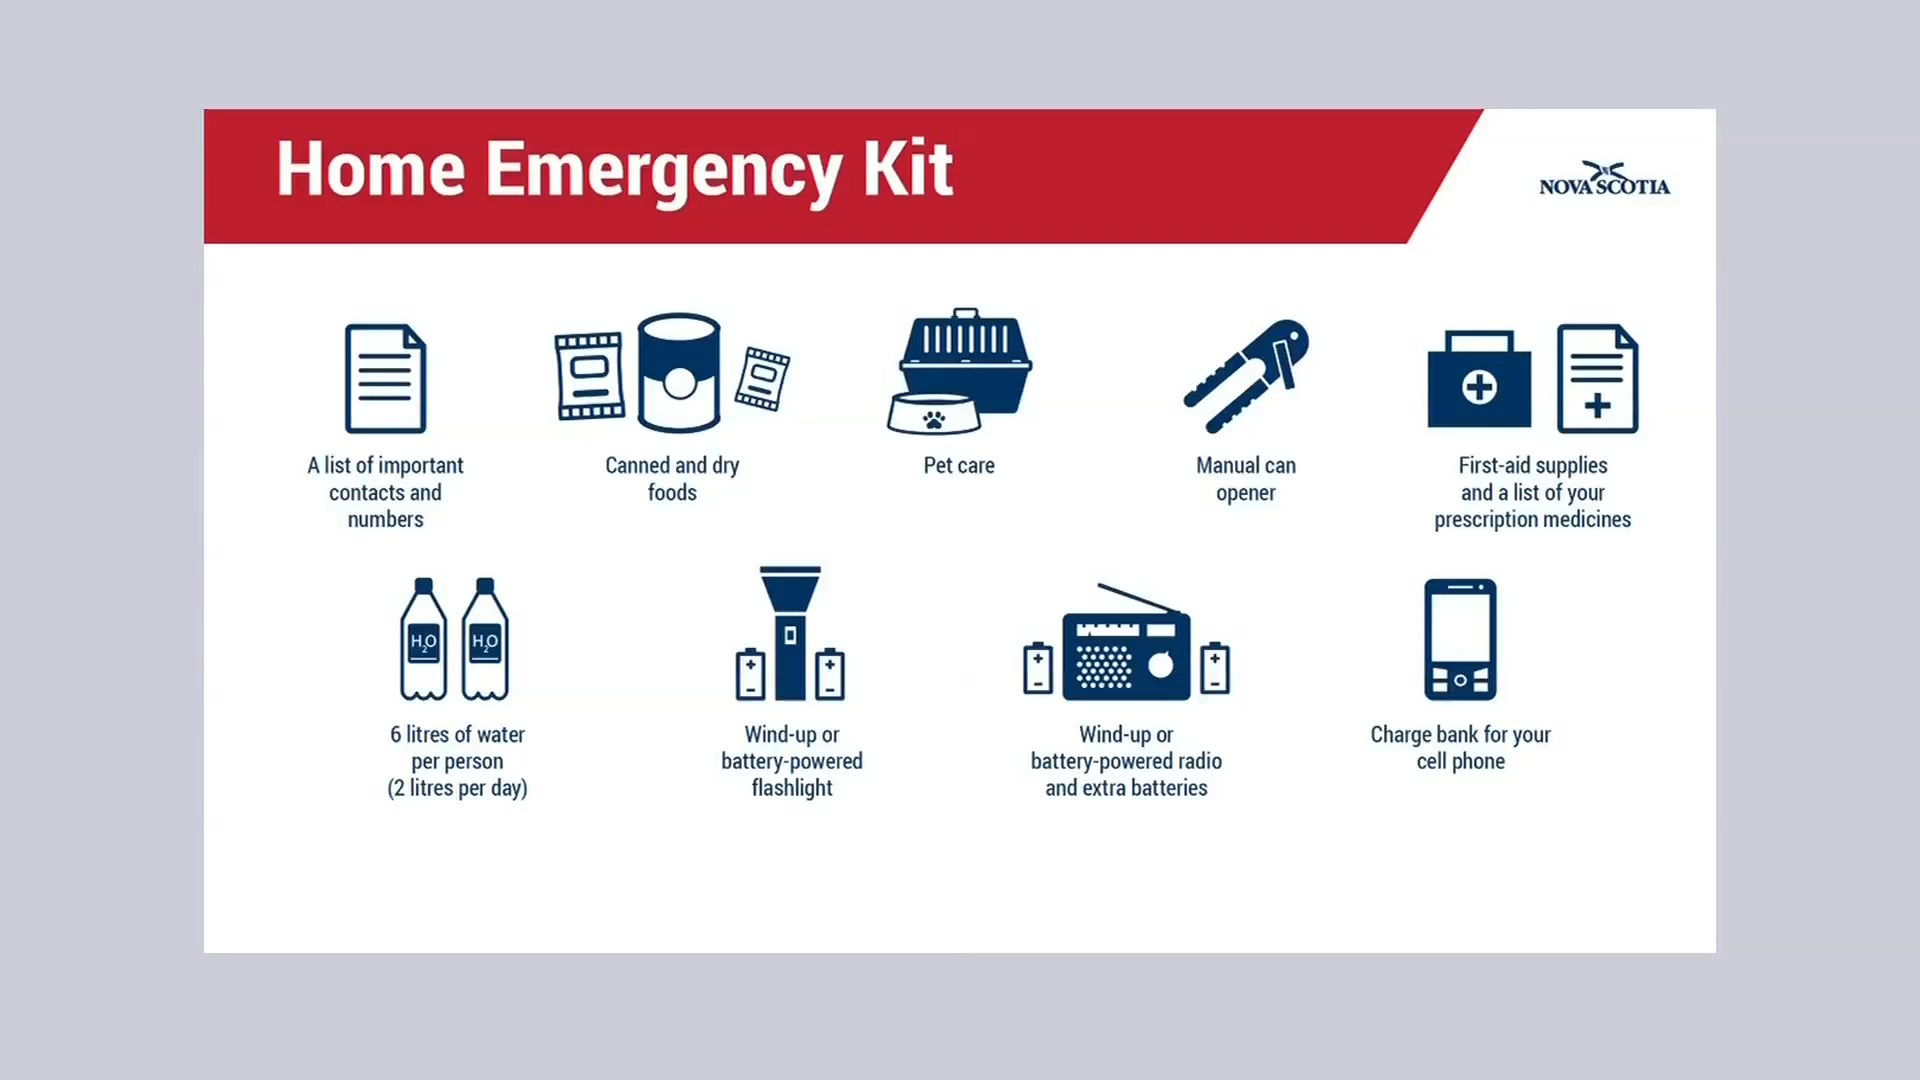 Home Emergency Kit
NOVA SCOTIA
A list of important
contacts and
numbers
Canned and dry
foods
Pet care
Manual can
opener
First-aid supplies
and a list of your
prescription medicines
H2O
H2O
6 litres of water
per person
(2 litres per day)
Wind-up or
battery-powered
flashlight
Wind-up or
battery-powered radio
and extra batteries
Charge bank for your
cell phone